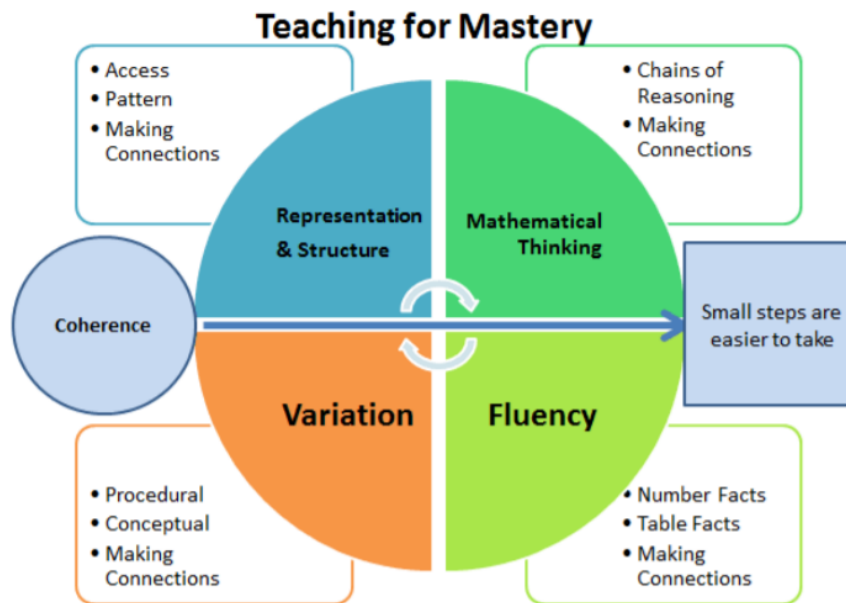 Teaching for Mastery
• Access
• Pattern
• Making
Connections
• Chains of
Reasoning
• Making
Connections
Representation
& Structure
Mathematical
Thinking
Coherence
Small steps are
easier to take
Variation
Fluency
• Procedural
• Conceptual
• Making
Connections
• Number Facts
• Table Facts
• Making
Connections